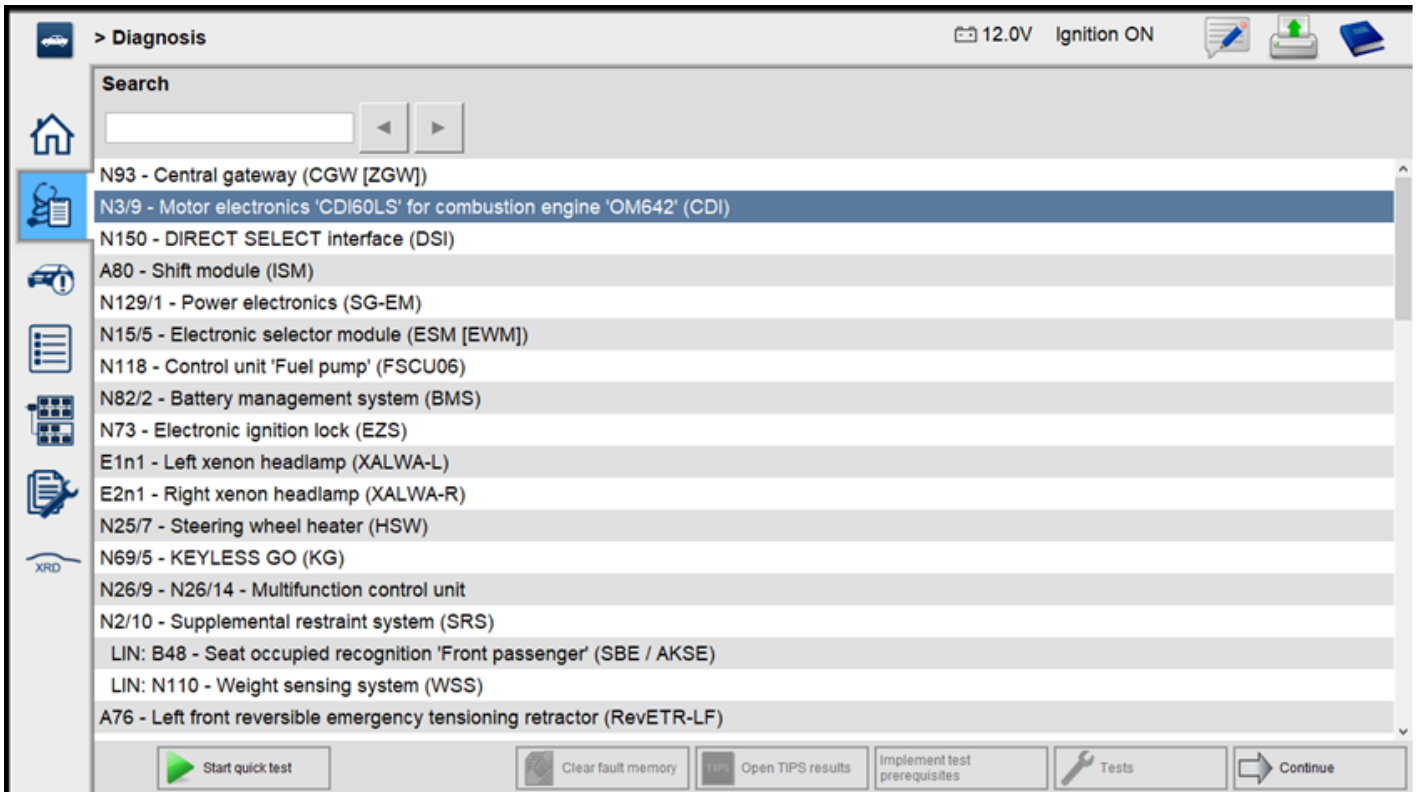 > Diagnosis
12.0V Ignition ON
Search
N93 - Central gateway (CGW [ZGW])
N3/9 - Motor electronics 'CDI60LS' for combustion engine 'OM642' (CDI)
N150 - DIRECT SELECT interface (DSI)
A80 - Shift module (ISM)
N129/1 - Power electronics (SG-EM)
N15/5 - Electronic selector module (ESM [EWM])
N118 - Control unit 'Fuel pump' (FSCU06)
N82/2 - Battery management system (BMS)
N73 - Electronic ignition lock (EZS)
E1n1 - Left xenon headlamp (XALWA-L)
E2n1 - Right xenon headlamp (XALWA-R)
N25/7 - Steering wheel heater (HSW)
XRD
N69/5 - KEYLESS GO (KG)
N26/9 - N26/14 - Multifunction control unit
N2/10 - Supplemental restraint system (SRS)
LIN: B48 - Seat occupied recognition 'Front passenger' (SBE / AKSE)
LIN: N110 - Weight sensing system (WSS)
A76 - Left front reversible emergency tensioning retractor (RevETR-LF)
Start quick test
Clear fault memory
TIPS Open TIPS results
Implement test
prerequisites
Tests
Continue